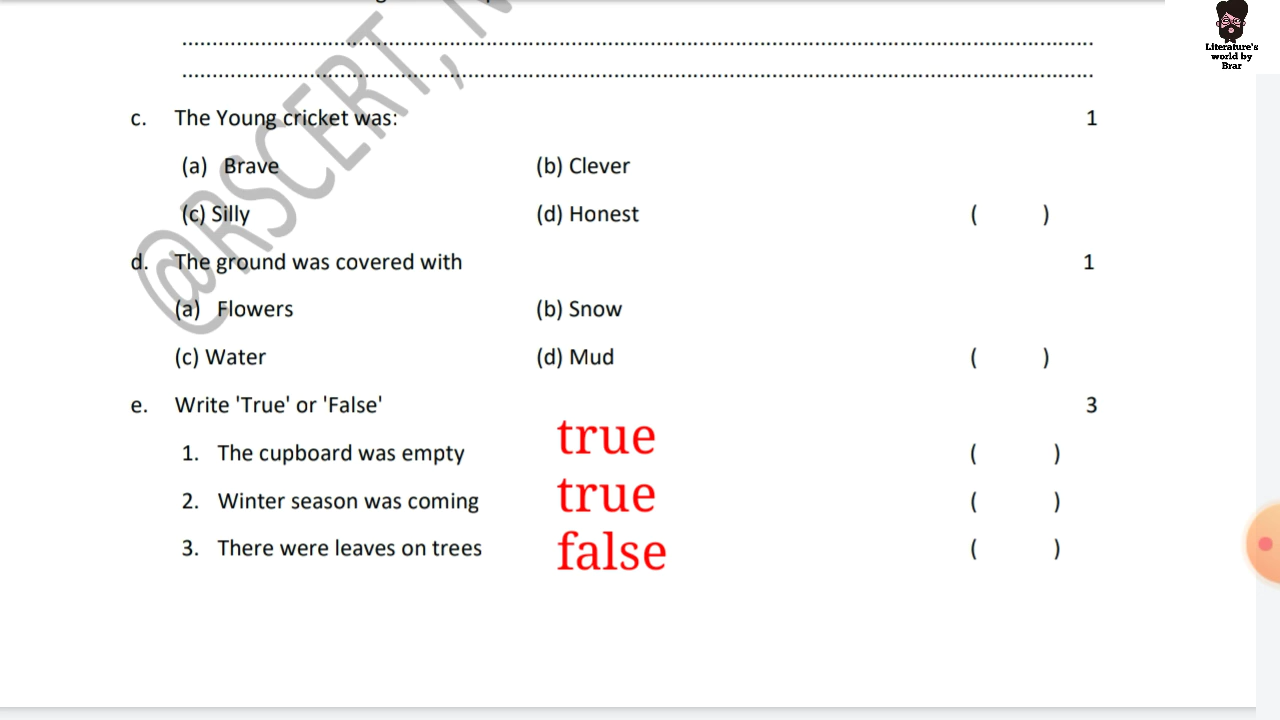 Literature's
world by
Brar
................................................................
................................................................
c. The Young cricket was: 1
(a) Brave (b) Clever
(c) Silly (d) Honest ( )
d. The ground was covered with 1
(a) Flowers (b) Snow
(c) Water (d) Mud ( )
e. Write 'True' or 'False' 3
1. The cupboard was empty true ( )
2. Winter season was coming true ( )
3. There were leaves on trees false ( )
@RSCERT,